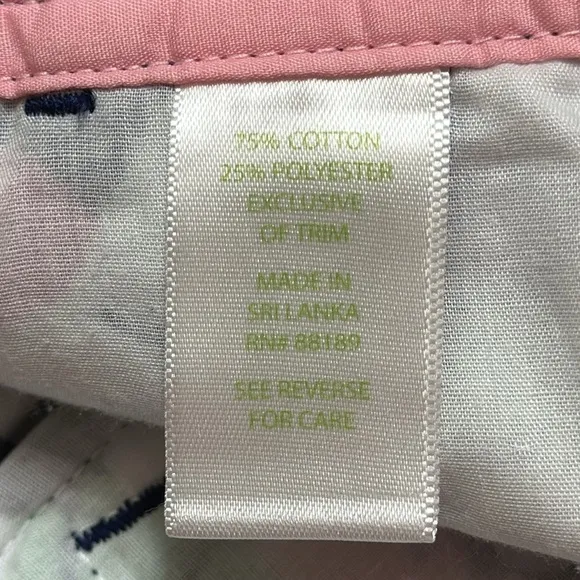 75% COTTON
25% POLYESTER
EXCLUSIVE
OF TRIM
MADE IN
SRI LANKA
RN# 88189
SEE REVERSE
FOR CARE